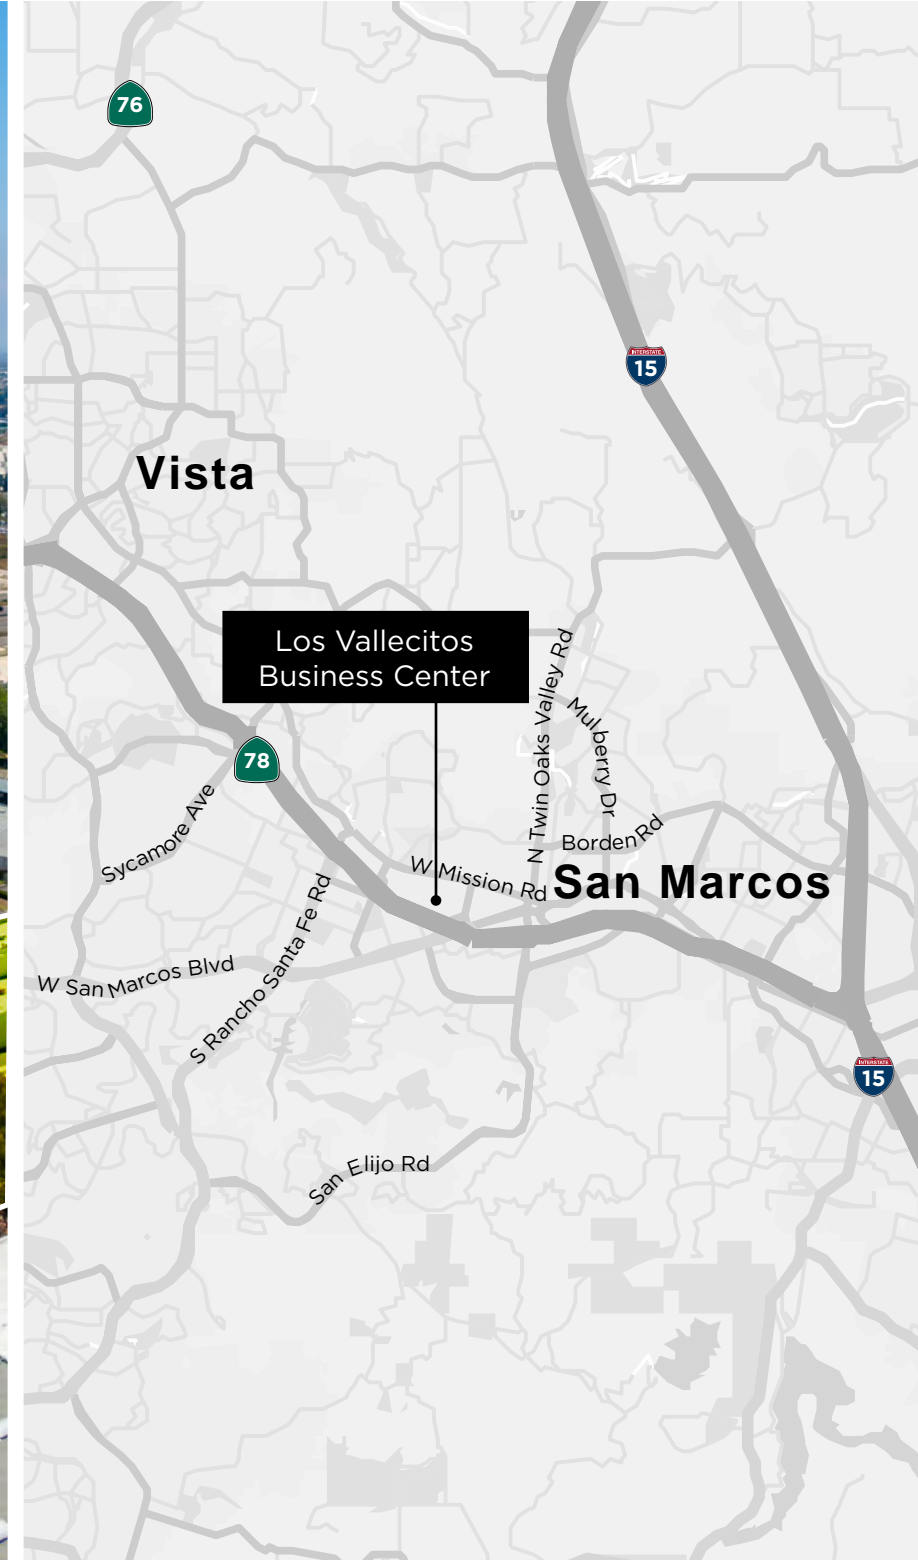 76
INTERSTATE
15
Vista
Los Vallecitos
Business Center
N Twin Oaks Valley Rd
Mulberry Dr
78
Sycamore Ave
Borden Rd
W Mission Rd
San Marcos
S Rancho Santa Fe Rd
W San Marcos Blvd
INTERSTATE
15
San Elijo Rd